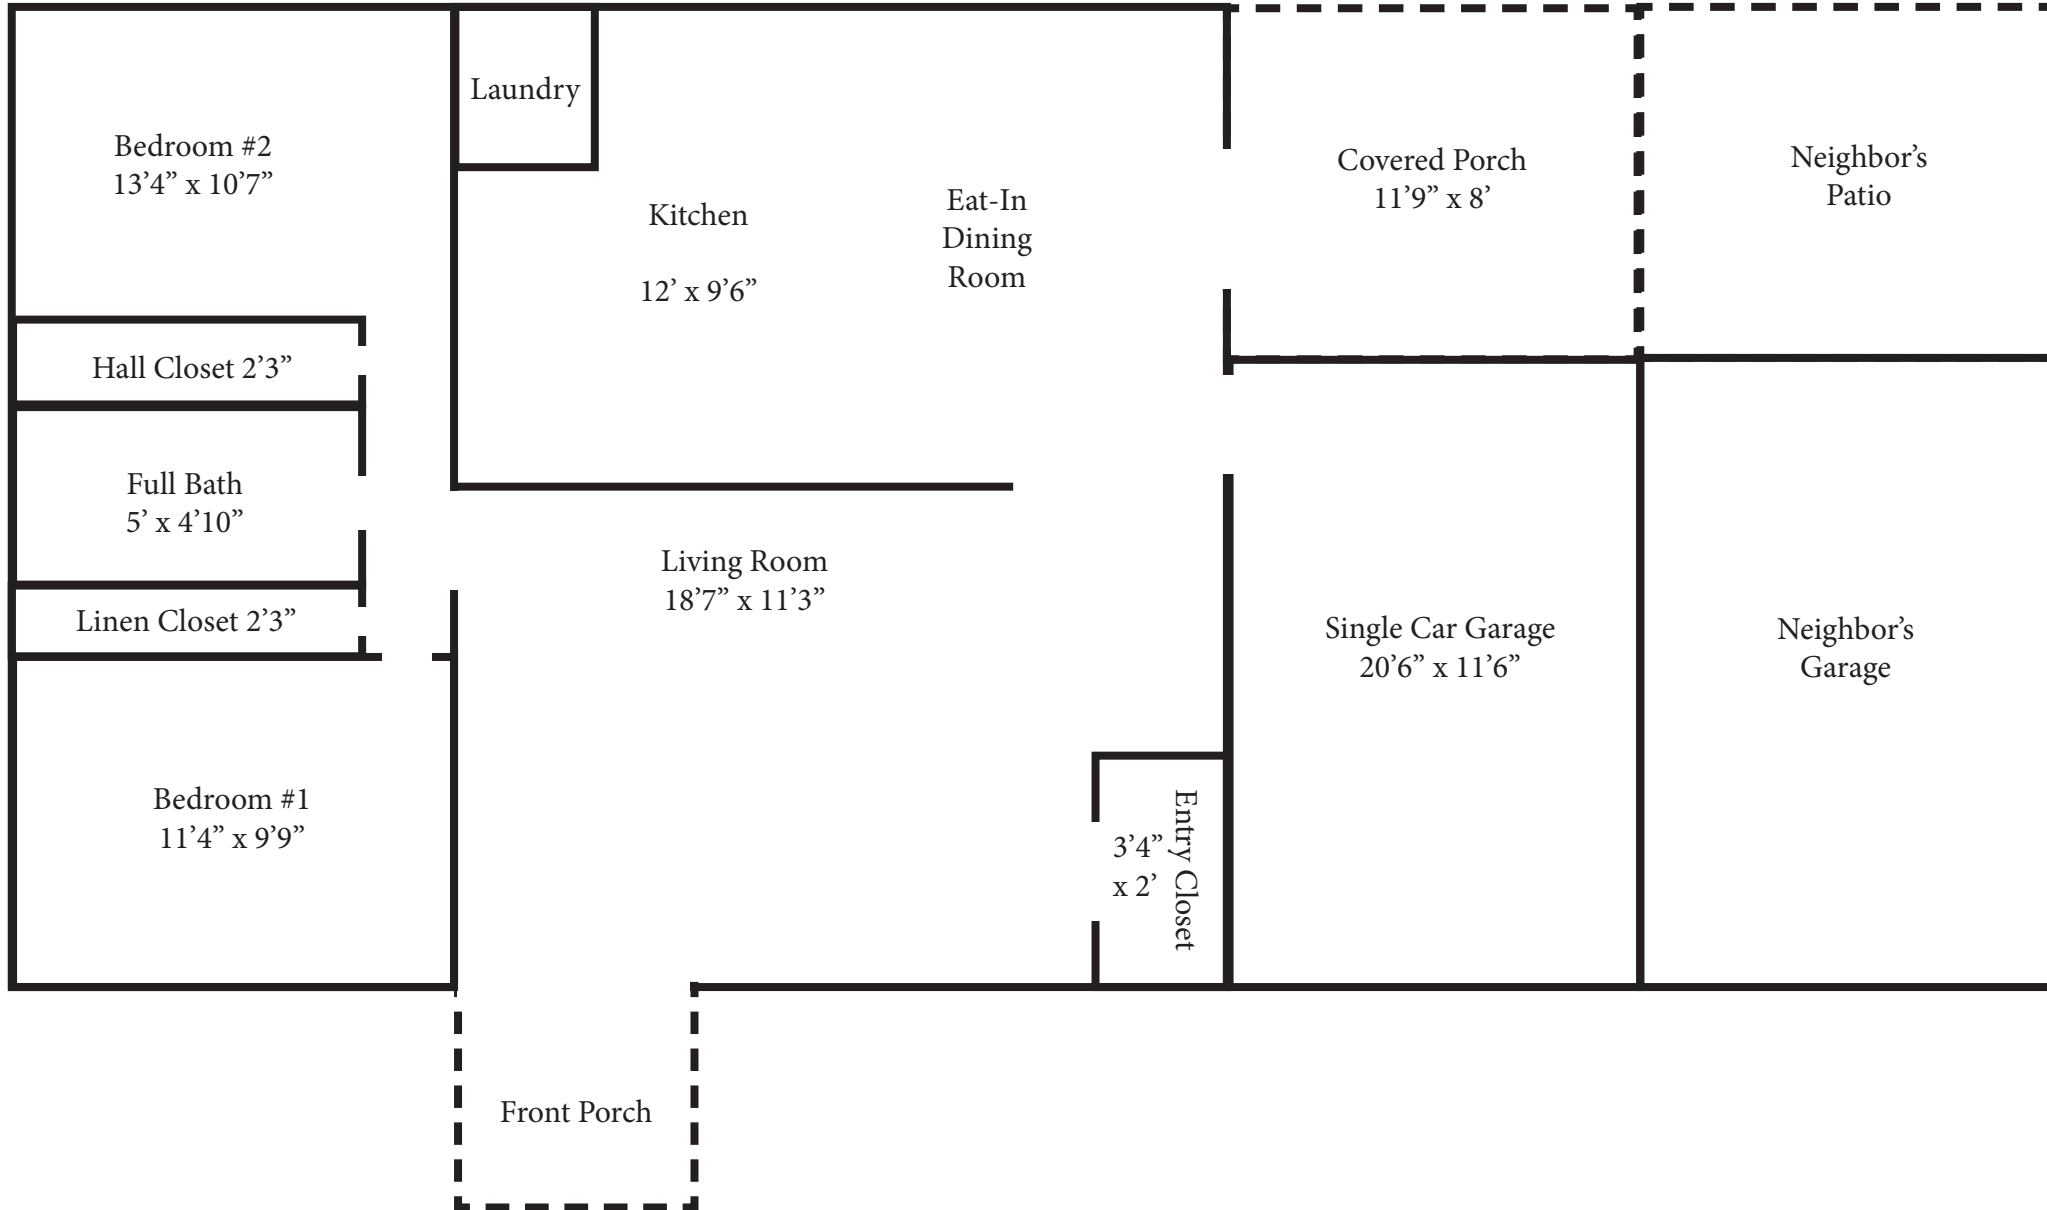 Laundry
Bedroom #2
13’4” x 10’7”
Kitchen
12’ x 9’6”
Eat-In
Dining
Room
Covered Porch
11’9” x 8’
Neighbor’s
Patio
Hall Closet 2’3”
Full Bath
5’ x 4’10”
Linen Closet 2’3”
Living Room
18’7” x 11’3”
Single Car Garage
20’6” x 11’6”
Neighbor’s
Garage
Bedroom #1
11’4” x 9’9”
Entry Closet
3’4”
x 2’
Front Porch